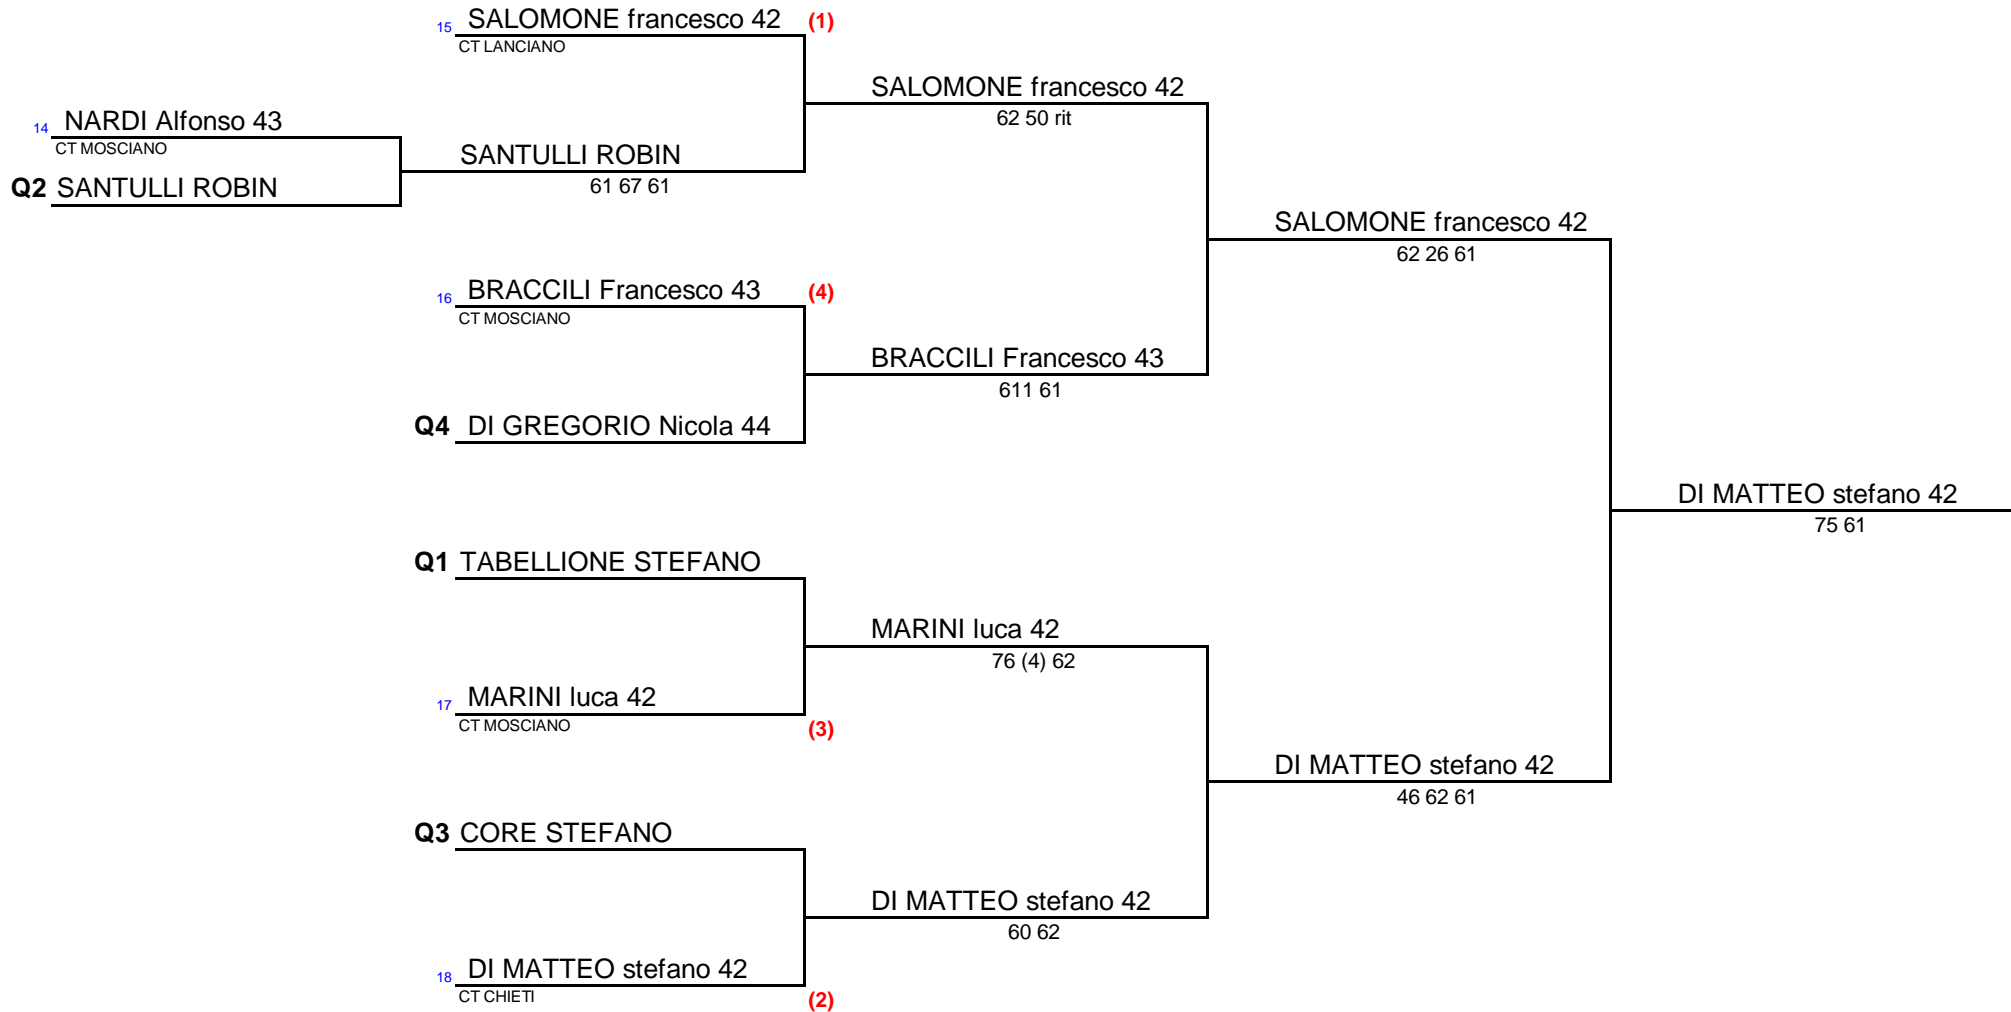 15 SALOMONE francesco 42 (1)
CT LANCIANO
SALOMONE francesco 42
62 50 rit
14 NARDI Alfonso 43
CT MOSCIANO
SANTULLI ROBIN
61 67 61
Q2 SANTULLI ROBIN
SALOMONE francesco 42
62 26 61
16 BRACCILI Francesco 43 (4)
CT MOSCIANO
BRACCILI Francesco 43
611 61
Q4 DI GREGORIO Nicola 44
DI MATTEO stefano 42
75 61
Q1 TABELLIONE STEFANO
MARINI luca 42
76 (4) 62
17 MARINI luca 42
CT MOSCIANO
(3)
DI MATTEO stefano 42
46 62 61
Q3 CORE STEFANO
DI MATTEO stefano 42
60 62
18 DI MATTEO stefano 42
CT CHIETI
(2)